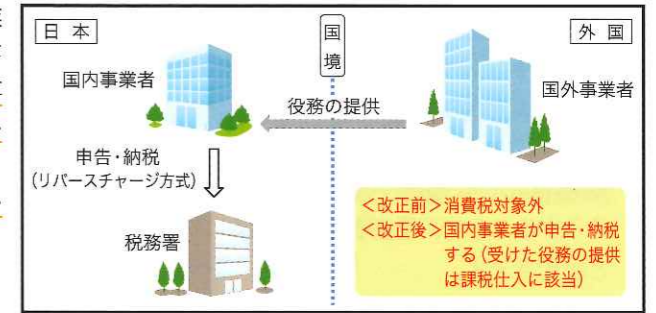 日本
国境
外国
国内事業者
国外事業者
役務の提供
申告・納税
(リバースチャージ方式)
税務署
<改正前>消費税対象外
<改正後>国内事業者が申告・納税
する(受けた役務の提供
は課税仕入に該当)